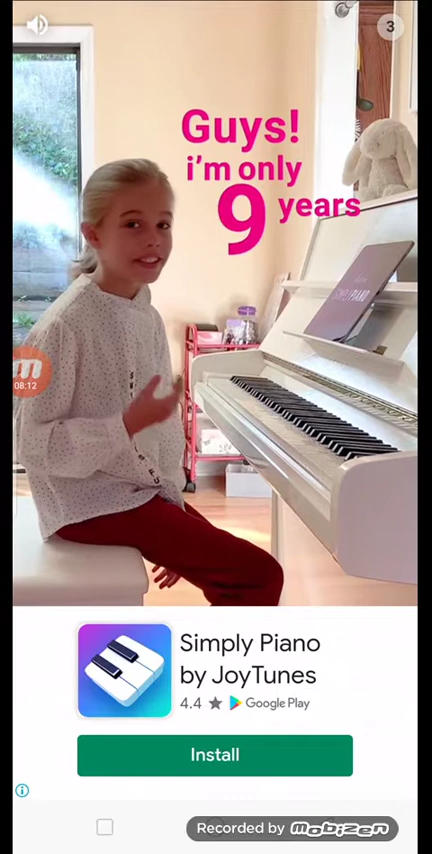 3
Guys!
i'm only
9 years
SIMPLY PIANO
08:12
Simply Piano
by JoyTunes
4.4 ★ Google Play
Install
Recorded by Mobizen